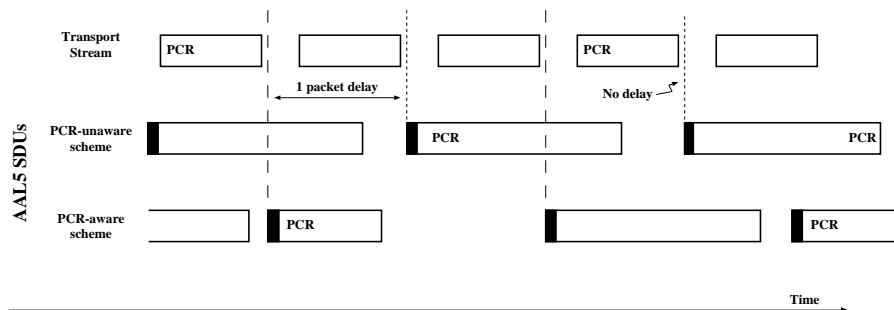 Transport
Stream
PCR
PCR
1 packet delay
No delay
AAL5 SDUs
PCR-unaware
scheme
PCR
PCR
PCR-aware
scheme
PCR
PCR
Time